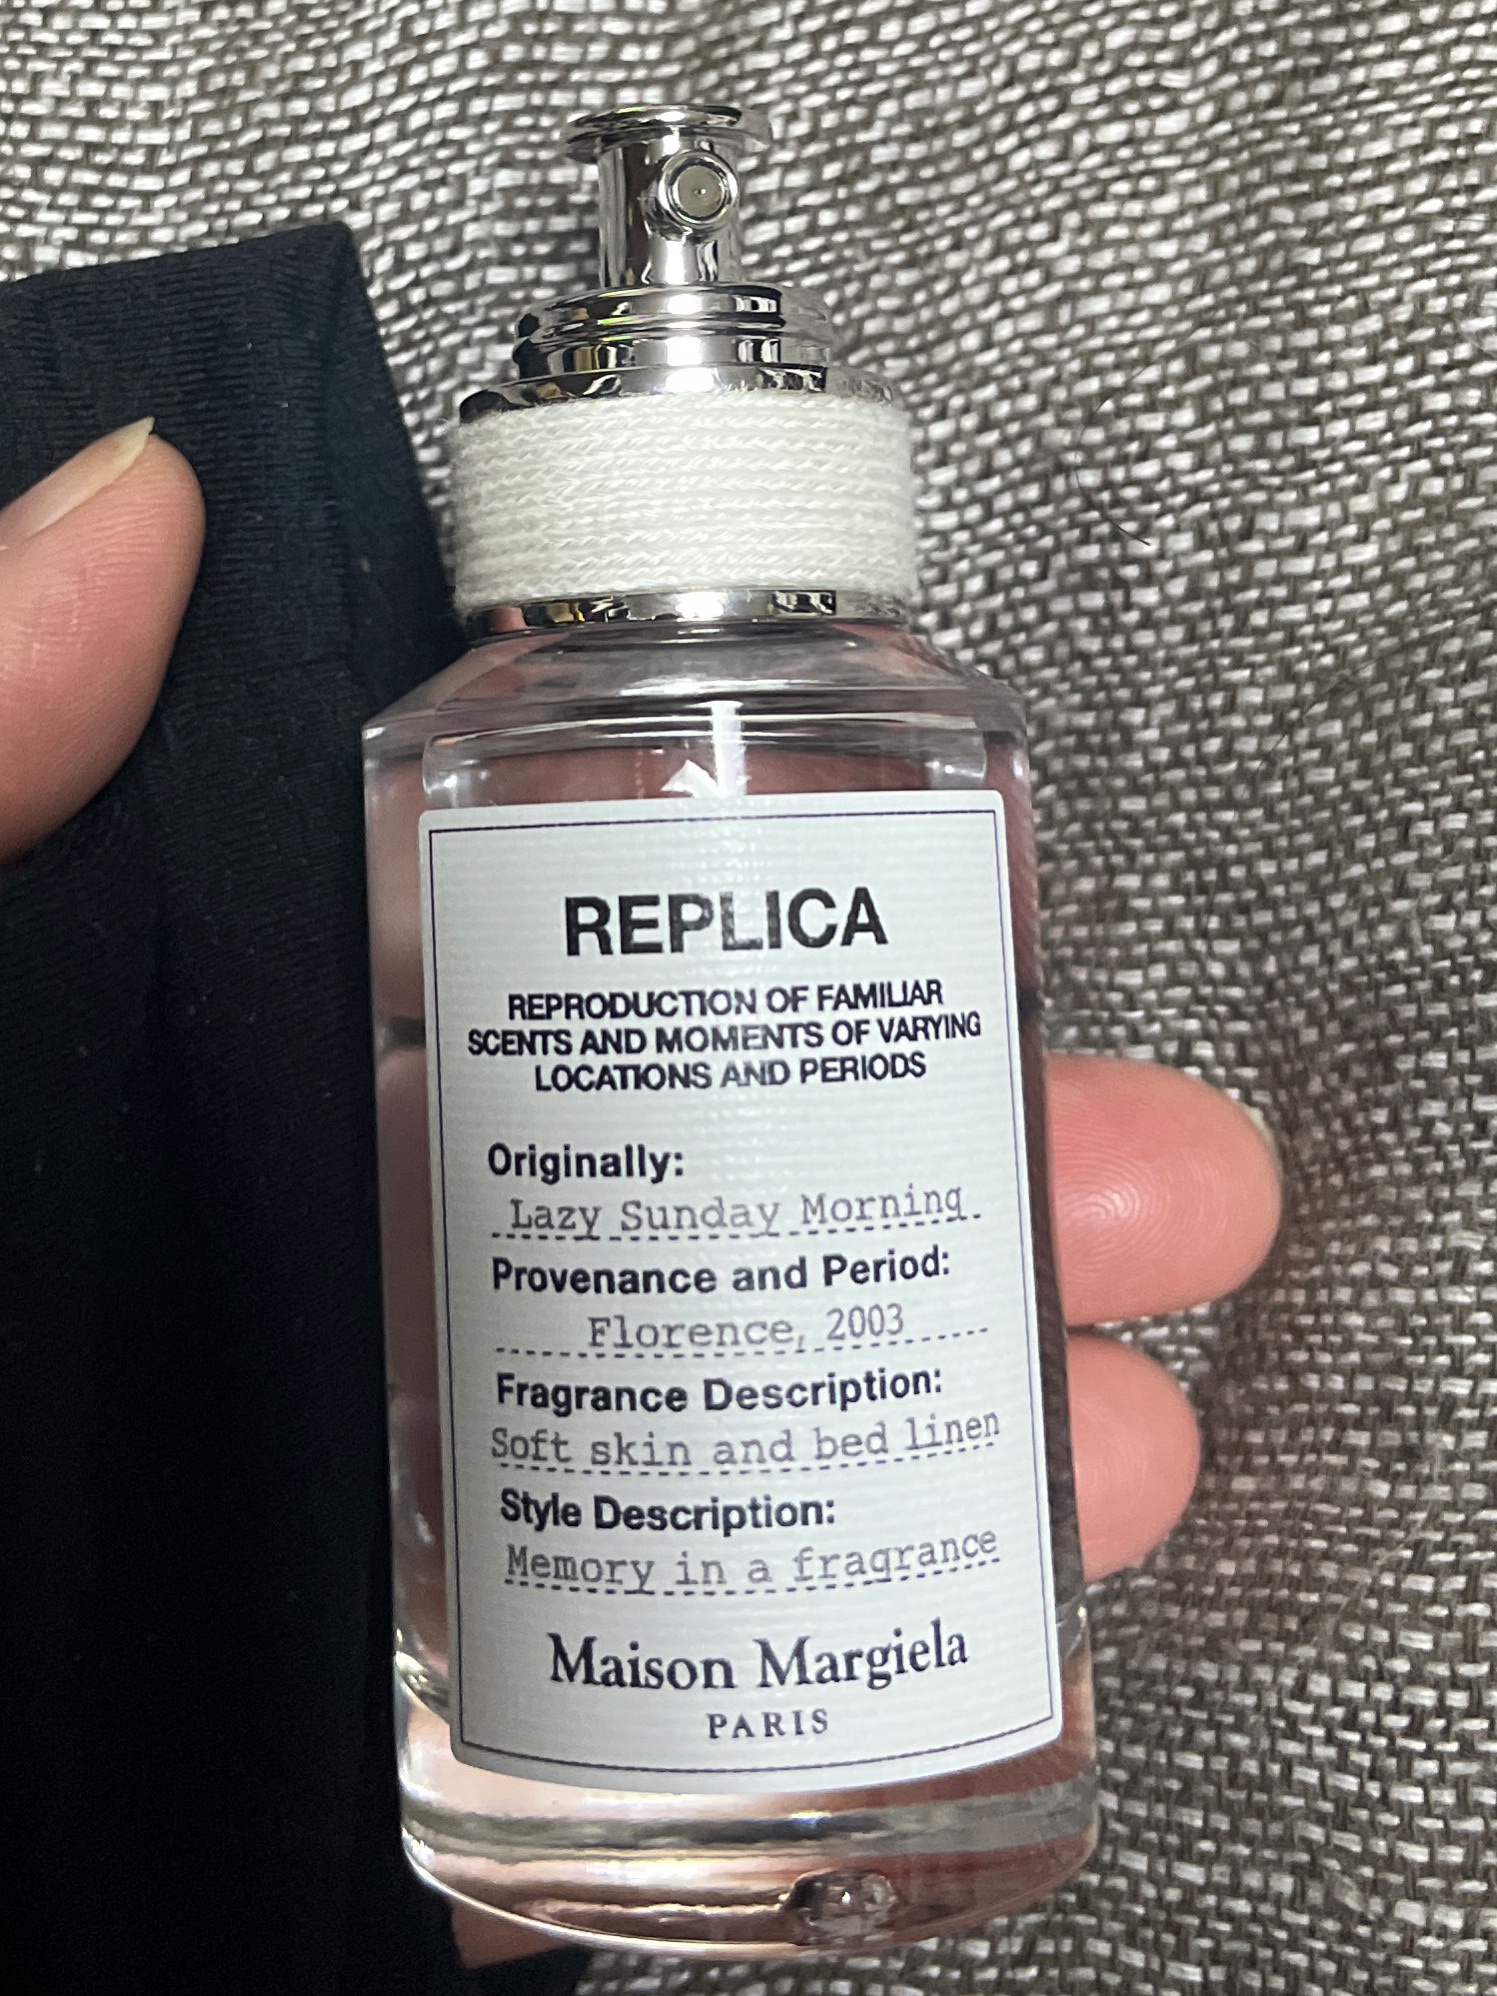 REPLICA
REPRODUCTION OF FAMILIAR
SCENTS AND MOMENTS OF VARYING
LOCATIONS AND PERIODS
Originally:
Lazy Sunday Morning
Provenance and Period:
Florence, 2003
Fragrance Description:
Soft skin and bed linen
Style Description:
Memory in a fragrance
Maison Margiela
PARIS